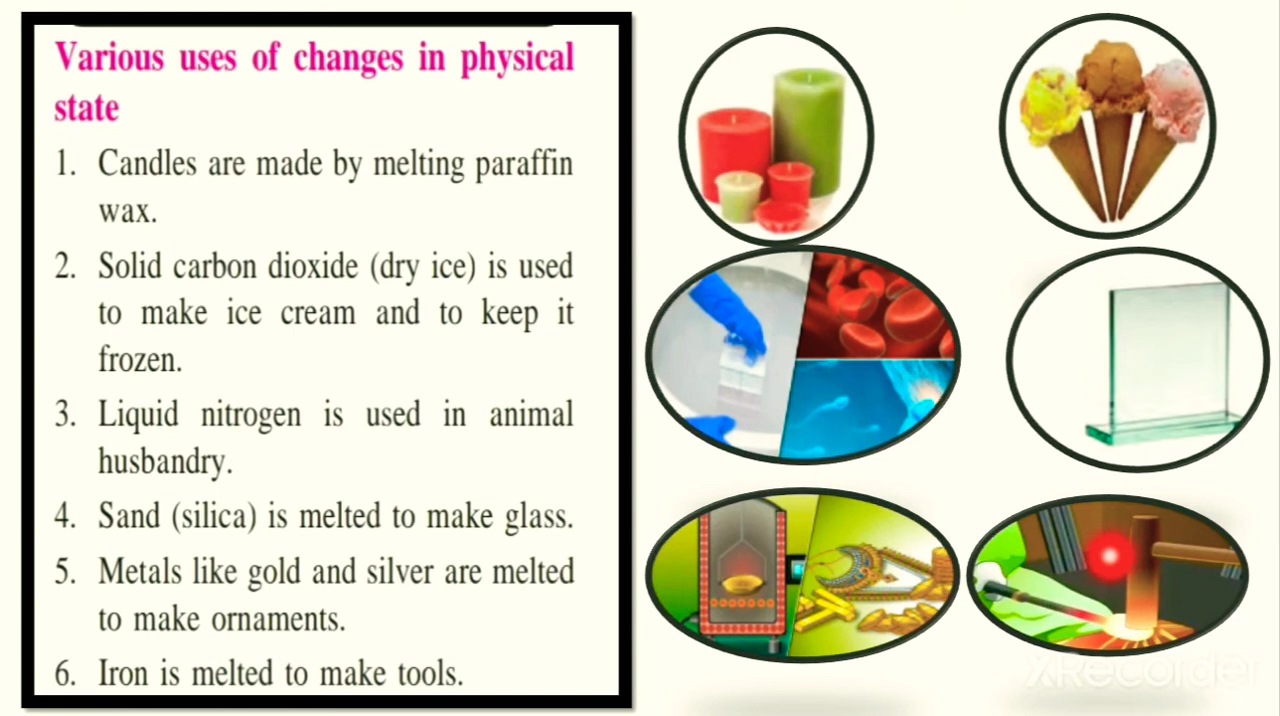 Various uses of changes in physical
state
1. Candles are made by melting paraffin
wax.
2. Solid carbon dioxide (dry ice) is used
to make ice cream and to keep it
frozen.
3. Liquid nitrogen is used in animal
husbandry.
4. Sand (silica) is melted to make glass.
5. Metals like gold and silver are melted
to make ornaments.
6. Iron is melted to make tools.
XRecorder